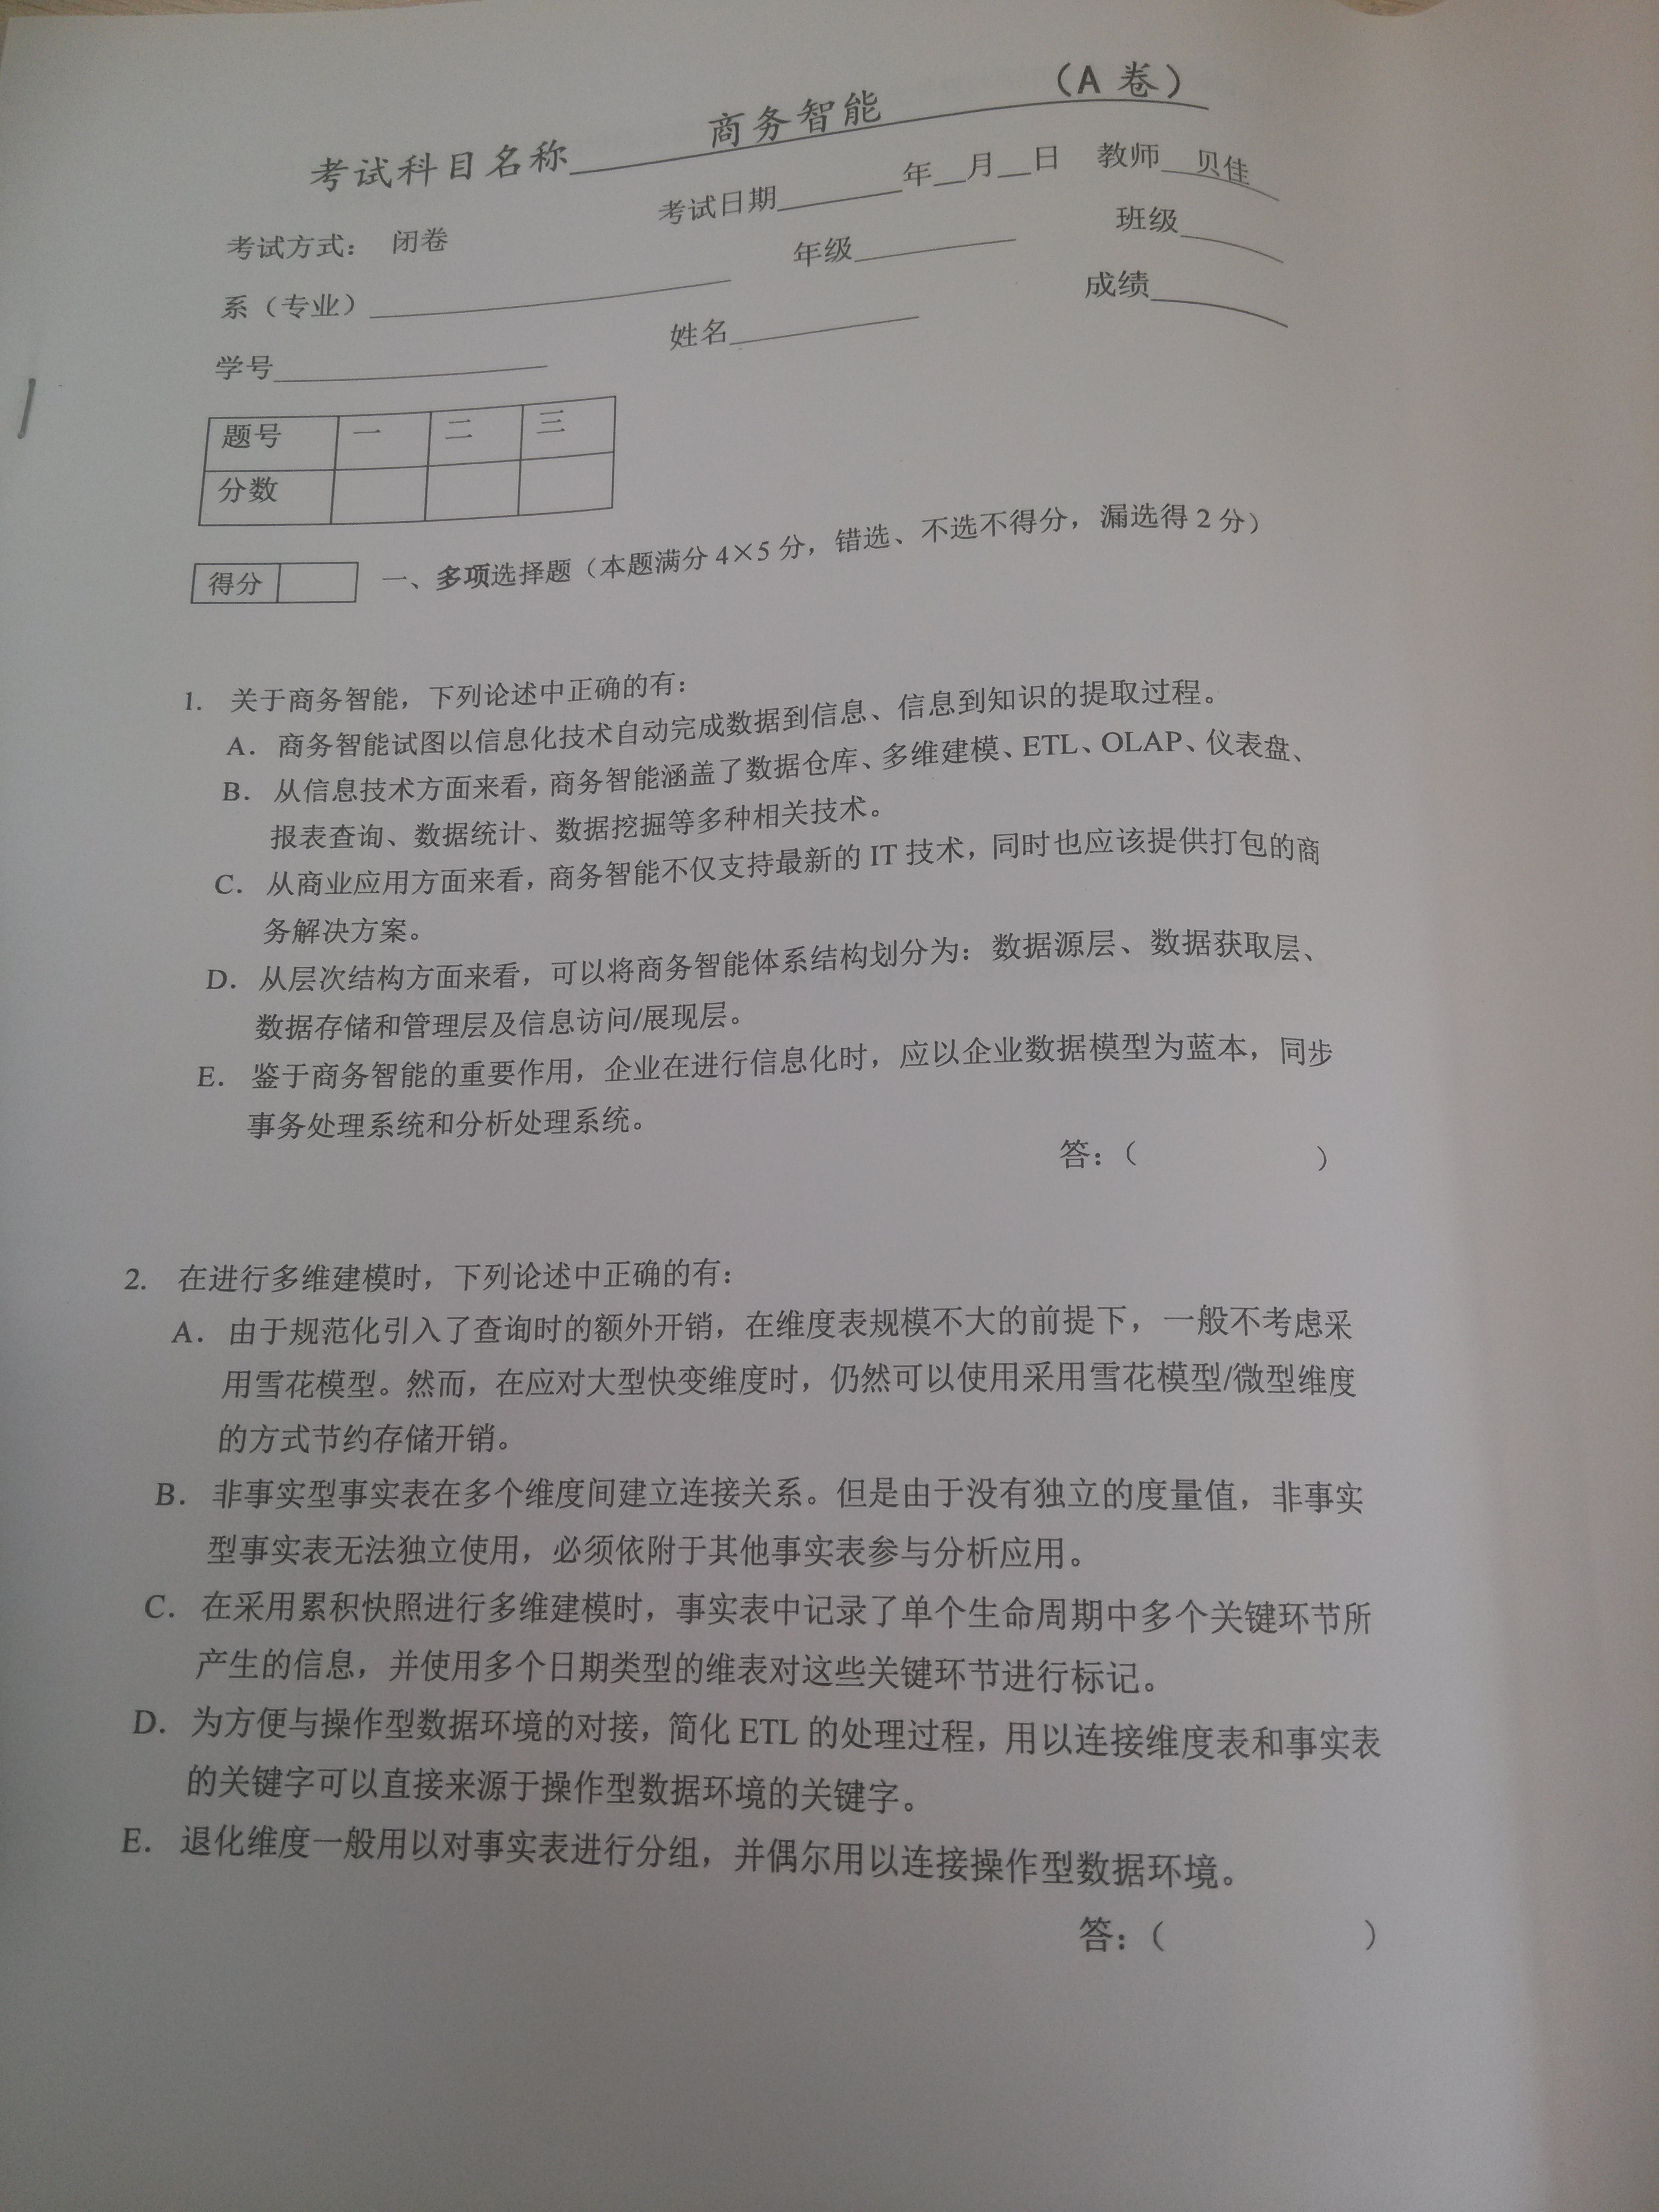 考试科目名称 商务智能 （A 卷）
考试方式： 闭卷 考试日期____年__月__日 教师 贝佳
系（专业）____ 年级____ 班级____
学号____ 姓名____ 成绩____
题号 一 二 三
分数
得分 一、多项选择题（本题满分 4×5 分，错选、不选不得分，漏选得 2 分）
1. 关于商务智能，下列论述中正确的有：
A. 商务智能试图以信息化技术自动完成数据到信息、信息到知识的提取过程。
B. 从信息技术方面来看，商务智能涵盖了数据仓库、多维建模、ETL、OLAP、仪表盘、
报表查询、数据统计、数据挖掘等多种相关技术。
C. 从商业应用方面来看，商务智能不仅支持最新的 IT 技术，同时也应该提供打包的商
务解决方案。
D. 从层次结构方面来看，可以将商务智能体系结构划分为：数据源层、数据获取层、
数据存储和管理层及信息访问/展现层。
E. 鉴于商务智能的重要作用，企业在进行信息化时，应以企业数据模型为蓝本，同步
事务处理系统和分析处理系统。
答：（ ）
2. 在进行多维建模时，下列论述中正确的有：
A. 由于规范化引入了查询时的额外开销，在维度表规模不大的前提下，一般不考虑采
用雪花模型。然而，在应对大型快变维度时，仍然可以使用采用雪花模型/微型维度
的方式节约存储开销。
B. 非事实型事实表在多个维度间建立连接关系。但是由于没有独立的度量值，非事实
型事实表无法独立使用，必须依附于其他事实表参与分析应用。
C. 在采用累积快照进行多维建模时，事实表中记录了单个生命周期中多个关键环节所
产生的信息，并使用多个日期类型的维表对这些关键环节进行标记。
D. 为方便与操作型数据环境的对接，简化 ETL 的处理过程，用以连接维度表和事实表
的关键字可以直接来源于操作型数据环境的关键字。
E. 退化维度一般用以对事实表进行分组，并偶尔用以连接操作型数据环境。
答：（ ）